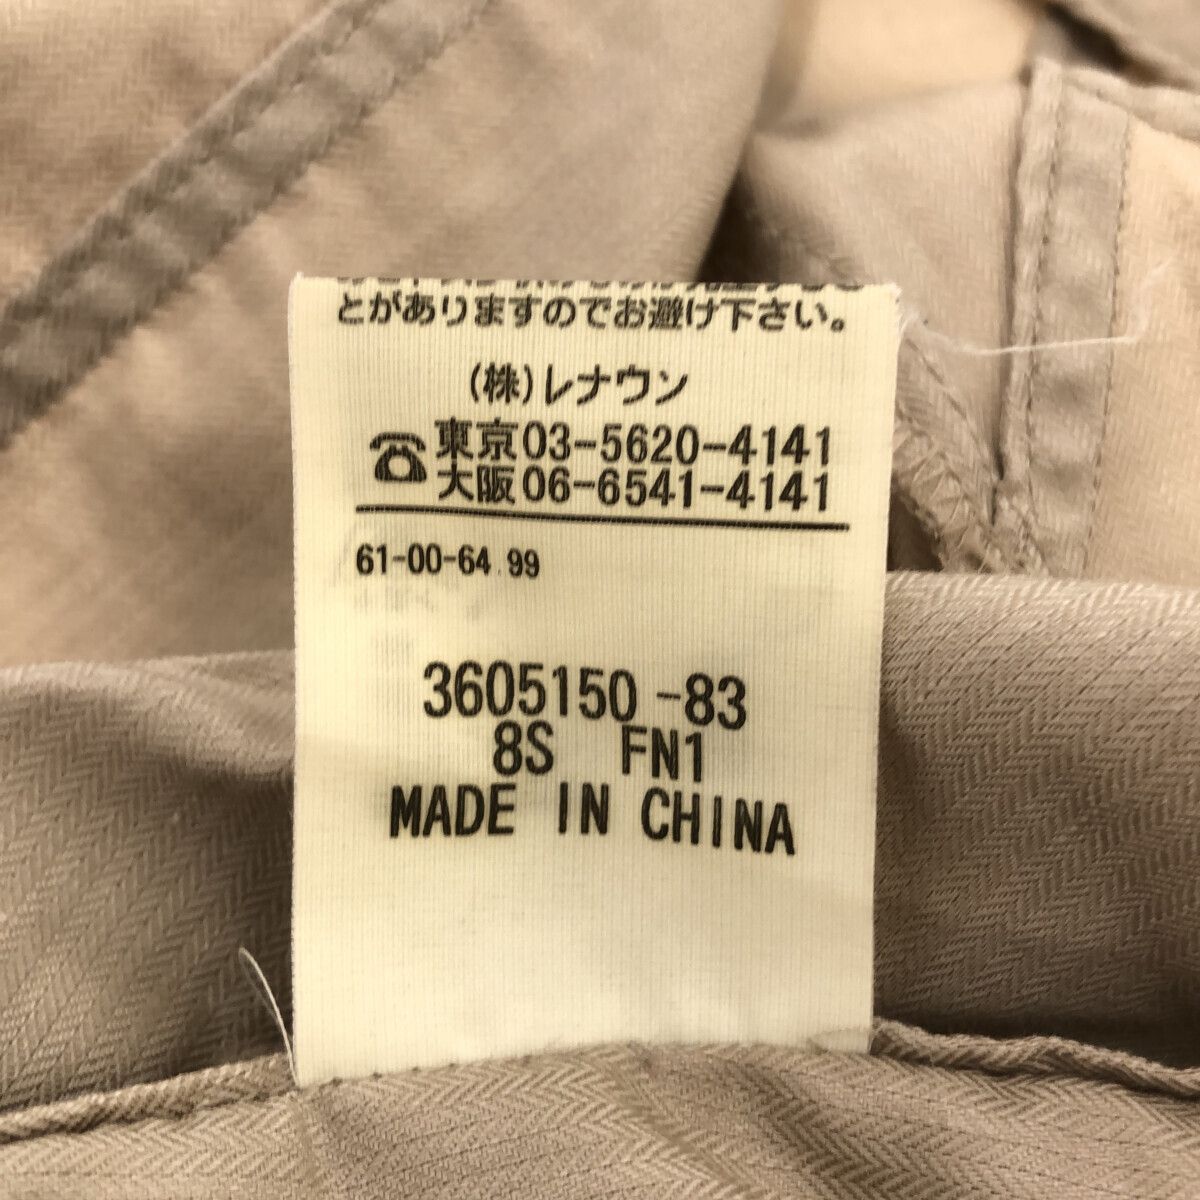 とがありますのでお避け下さい。
(株)レナウン
☎東京03-5620-4141
大阪06-6541-4141
61-00-64 99
3605150-83
8S FN1
MADE IN CHINA